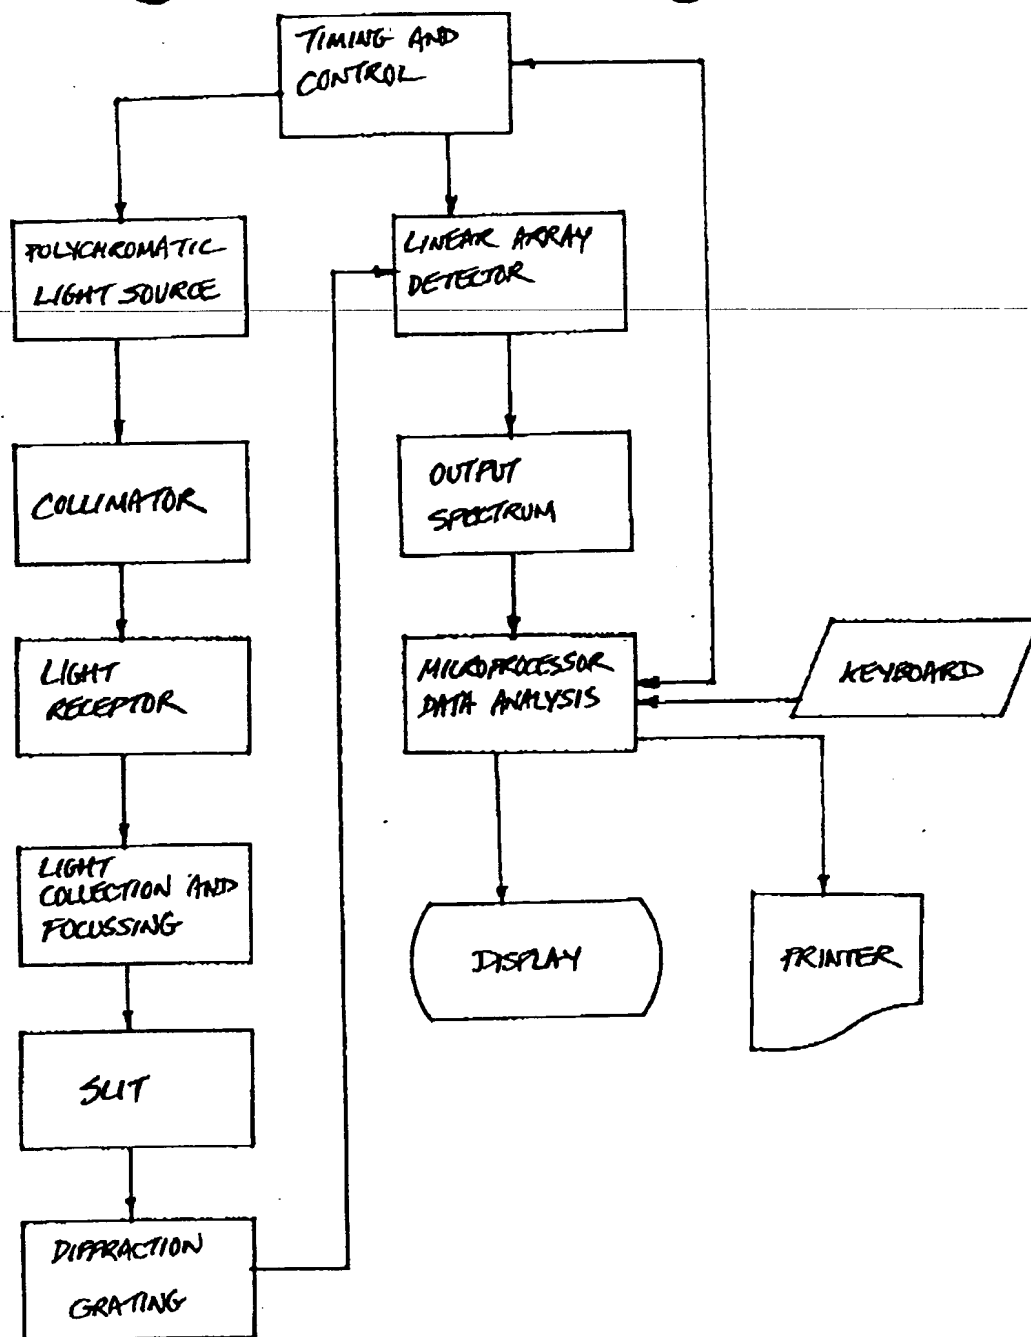 TIMING AND
CONTROL
POLYCHROMATIC
LIGHT SOURCE
LINEAR ARRAY
DETECTOR
COLLIMATOR
OUTPUT
SPECTRUM
LIGHT
RECEPTOR
MICROPROCESSOR
DATA ANALYSIS
KEYBOARD
LIGHT
COLLECTION AND
FOCUSSING
DISPLAY
PRINTER
SLIT
DIFFRACTION
GRATING